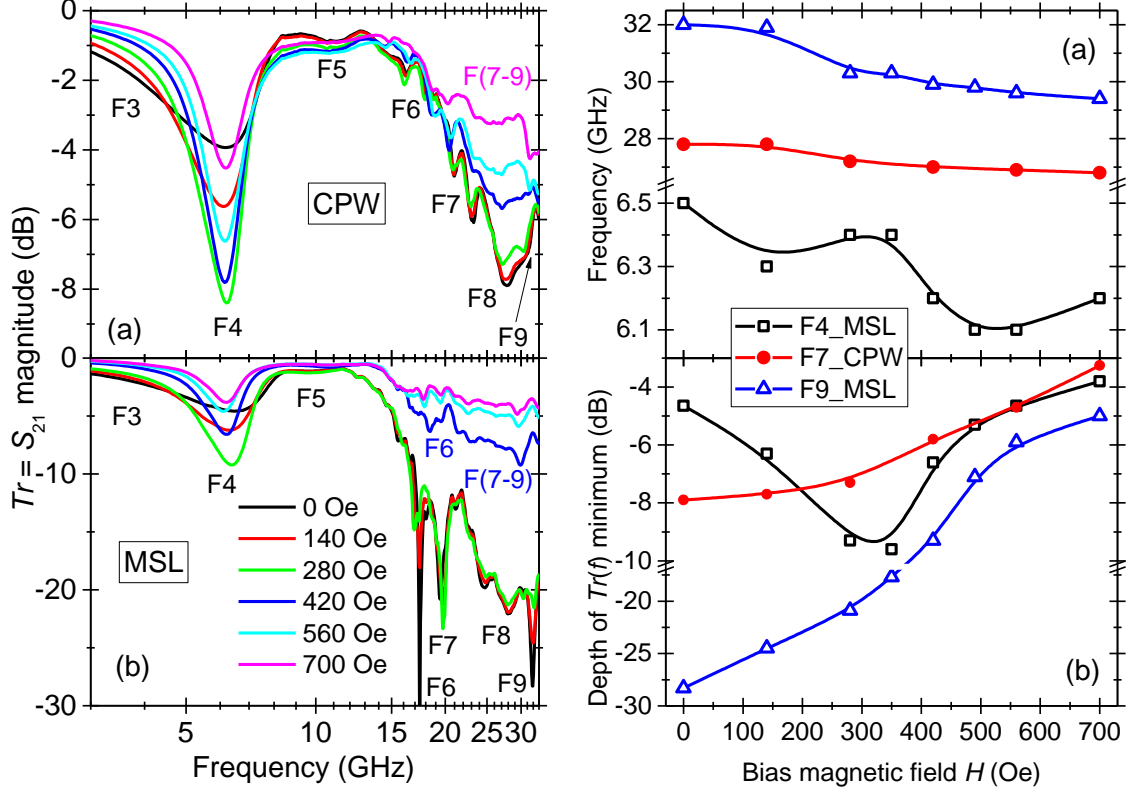 0
-2
-4
-6
-8
F3
F4
F5
F6
F7
F8
F9
F(7-9)
CPW
(a)
Tr = S21 magnitude (dB)
0
-10
-20
-30
F3
F4
F5
F6
F(7-9)
F7
F8
F6
F9
MSL
0 Oe
140 Oe
280 Oe
420 Oe
560 Oe
700 Oe
(b)
5 10 15 20 25 30
Frequency (GHz)
32
30
28
6.5
6.3
6.1
Frequency (GHz)
(a)
F4_MSL
F7_CPW
F9_MSL
-4
-6
-8
-10
-20
-25
-30
Depth of Tr(f) minimum (dB)
(b)
0 100 200 300 400 500 600 700
Bias magnetic field H (Oe)